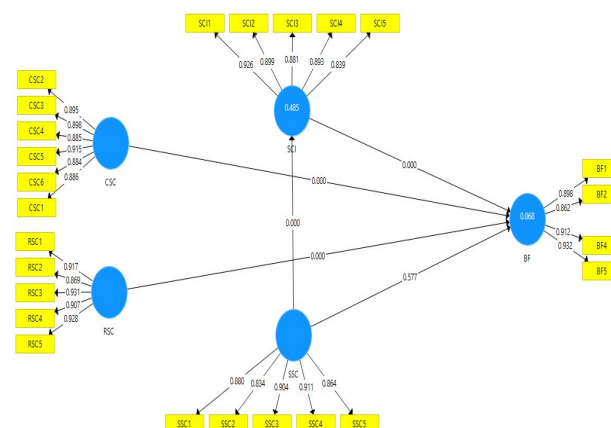 SCI1 SCI2 SCI3 SCI4 SCI5
0.926 0.899 0.881 0.893 0.839
0.485
SCI
CSC2
CSC3
CSC4
CSC5
CSC6
CSC1
0.895
0.898
0.885
0.915
0.884
0.886
CSC
0.000
0.000
0.000
0.000
0.577
RSC1
RSC2
RSC3
RSC4
RSC5
0.917
0.869
0.931
0.907
0.928
RSC
0.868
BF
0.898
0.862
0.912
0.932
BF1
BF2
BF4
BF5
SSC
0.880 0.834 0.904 0.911 0.864
SSC1 SSC2 SSC3 SSC4 SSC5